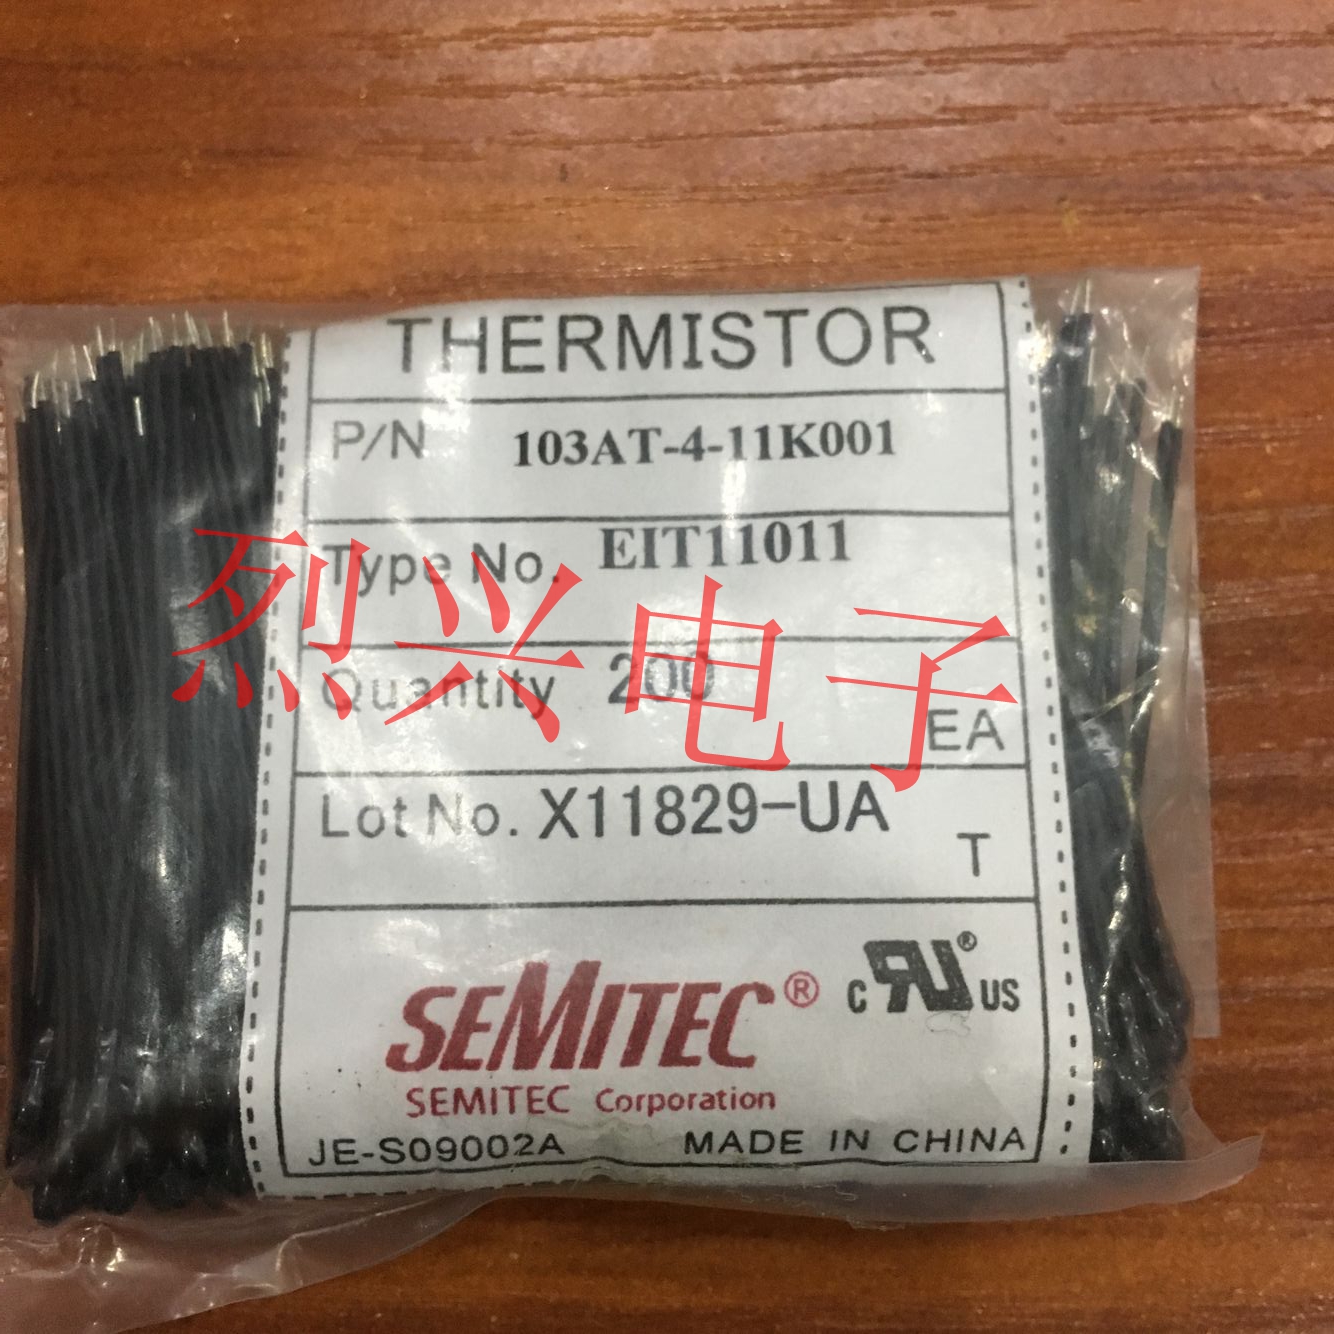 THERMISTOR
P/N 103AT-4-11K001
Type No. EIT11011
烈兴电子
Quantity 200
EA
Lot No. X11829-UA
T
SEMITEC®
c RU® US
SEMITEC Corporation
JE-S09002A MADE IN CHINA